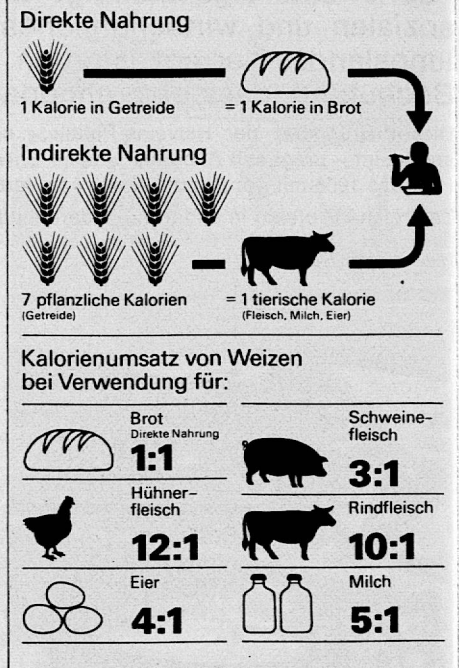 Direkte Nahrung
1 Kalorie in Getreide
= 1 Kalorie in Brot
Indirekte Nahrung
7 pflanzliche Kalorien
(Getreide)
= 1 tierische Kalorie
(Fleisch, Milch, Eier)
Kalorienumsatz von Weizen
bei Verwendung für:
Brot
Direkte Nahrung
1:1
Schweine-
fleisch
3:1
Hühner-
fleisch
12:1
Rindfleisch
10:1
Eier
4:1
Milch
5:1